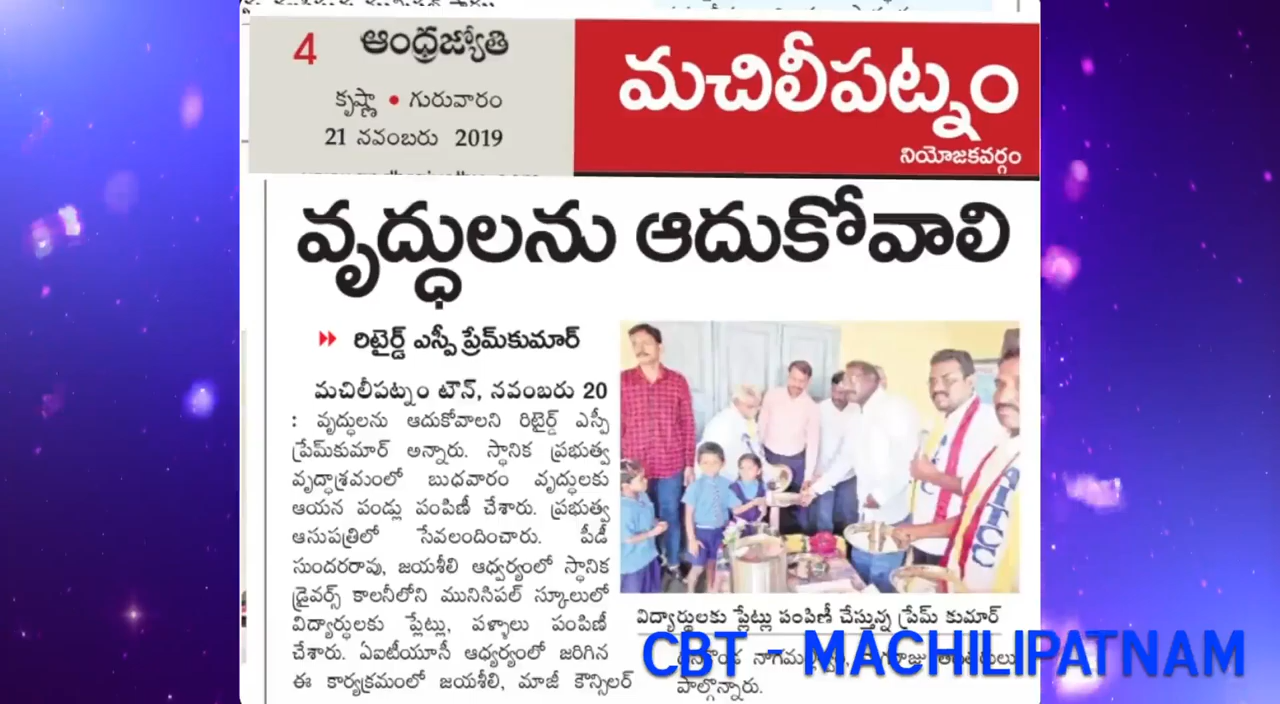 4 ఆంధ్రజ్యోతి
కృష్ణా • గురువారం
21 నవంబరు 2019
మచిలీపట్నం
నియోజకవర్గం
వృద్ధులను ఆదుకోవాలి
రిటైర్డ్ ఎస్పీ ప్రేమ్‌కుమార్
మచిలీపట్నం టౌన్, నవంబరు 20
: వృద్ధులను ఆదుకోవాలని రిటైర్డ్ ఎస్పీ
ప్రేమ్‌కుమార్ అన్నారు. స్థానిక ప్రభుత్వ
వృద్ధాశ్రమంలో బుధవారం వృద్ధులకు
ఆయన పండ్లు పంపిణీ చేశారు. ప్రభుత్వ
ఆసుపత్రిలో సేవలందించారు. పీడీ
సుందరరావు, జయశీలి ఆధ్వర్యంలో స్థానిక
డ్రైవర్స్ కాలనీలోని మునిసిపల్ స్కూలులో
విద్యార్థులకు ప్లేట్లు, పళ్ళాలు పంపిణీ
చేశారు. ఏఐటీయూసీ ఆధ్వర్యంలో జరిగిన
ఈ కార్యక్రమంలో జయశీలి, మాజీ కౌన్సిలర్
విద్యార్థులకు ప్లేట్లు పంపిణీ చేస్తున్న ప్రేమ్ కుమార్
పాల్గొన్నారు.
CBT - MACHILIPATNAM